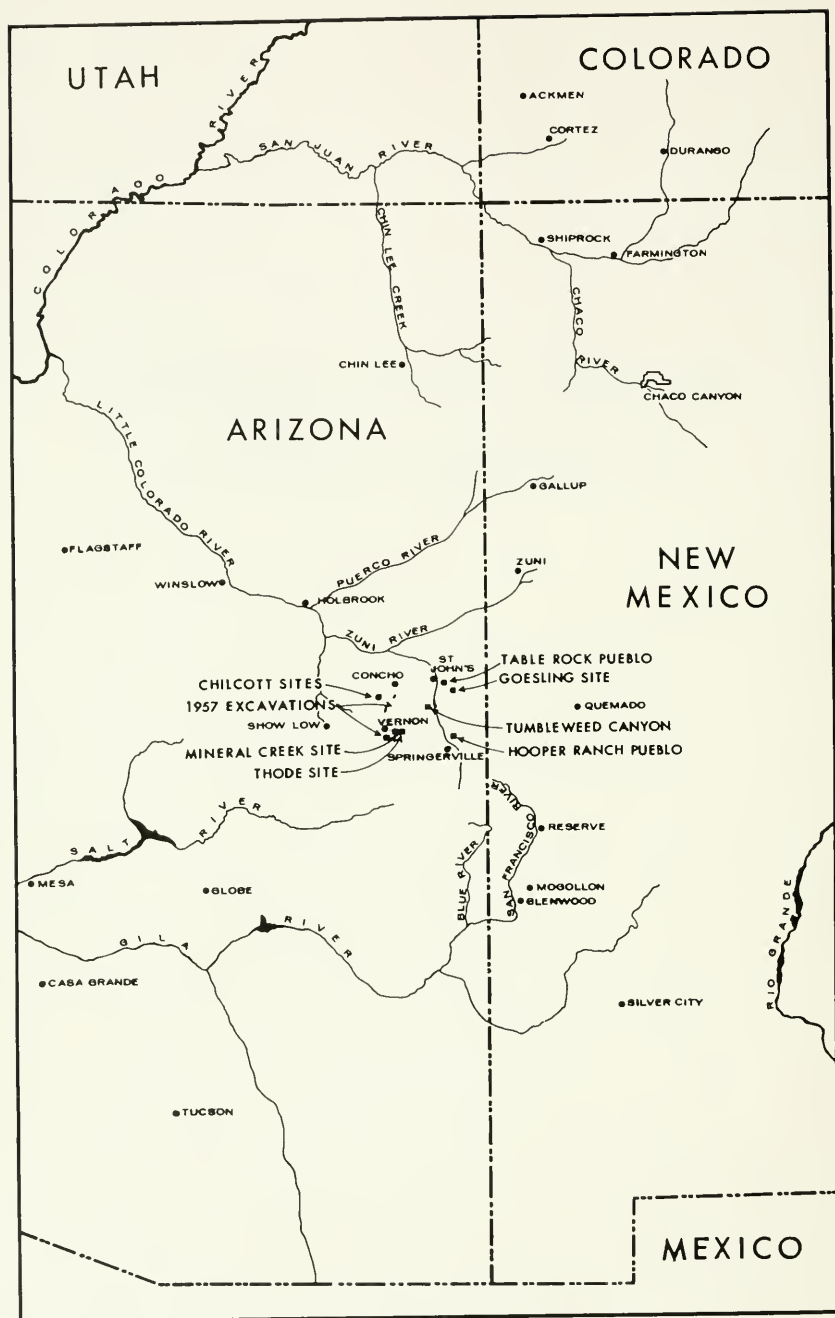 UTAH
COLORADO
ACKMEN
CORTEZ
DURANGO
COLORADO RIVER
SAN JUAN RIVER
CHIN LEE CREEK
SHIPROCK
FARMINGTON
CHACO RIVER
CHIN LEE
CHACO CANYON
ARIZONA
LITTLE COLORADO RIVER
GALLUP
FLAGSTAFF
PUERCO RIVER
WINSLOW
HOLBROOK
ZUNI
NEW
MEXICO
ZUNI RIVER
ST
JOHN'S
TABLE ROCK PUEBLO
CONCHO
GOESLING SITE
CHILCOTT SITES
1957 EXCAVATIONS
QUEMADO
SHOW LOW
VERNON
TUMBLEWEED CANYON
MINERAL CREEK SITE
SPRINGERVILLE
HOOPER RANCH PUEBLO
THODE SITE
SALT RIVER
BLUE RIVER
SAN FRANCISCO RIVER
RESERVE
MESA
GLOBE
MOGOLLON
GLENWOOD
RIO GRANDE
GILA RIVER
CASA GRANDE
SILVER CITY
TUCSON
MEXICO